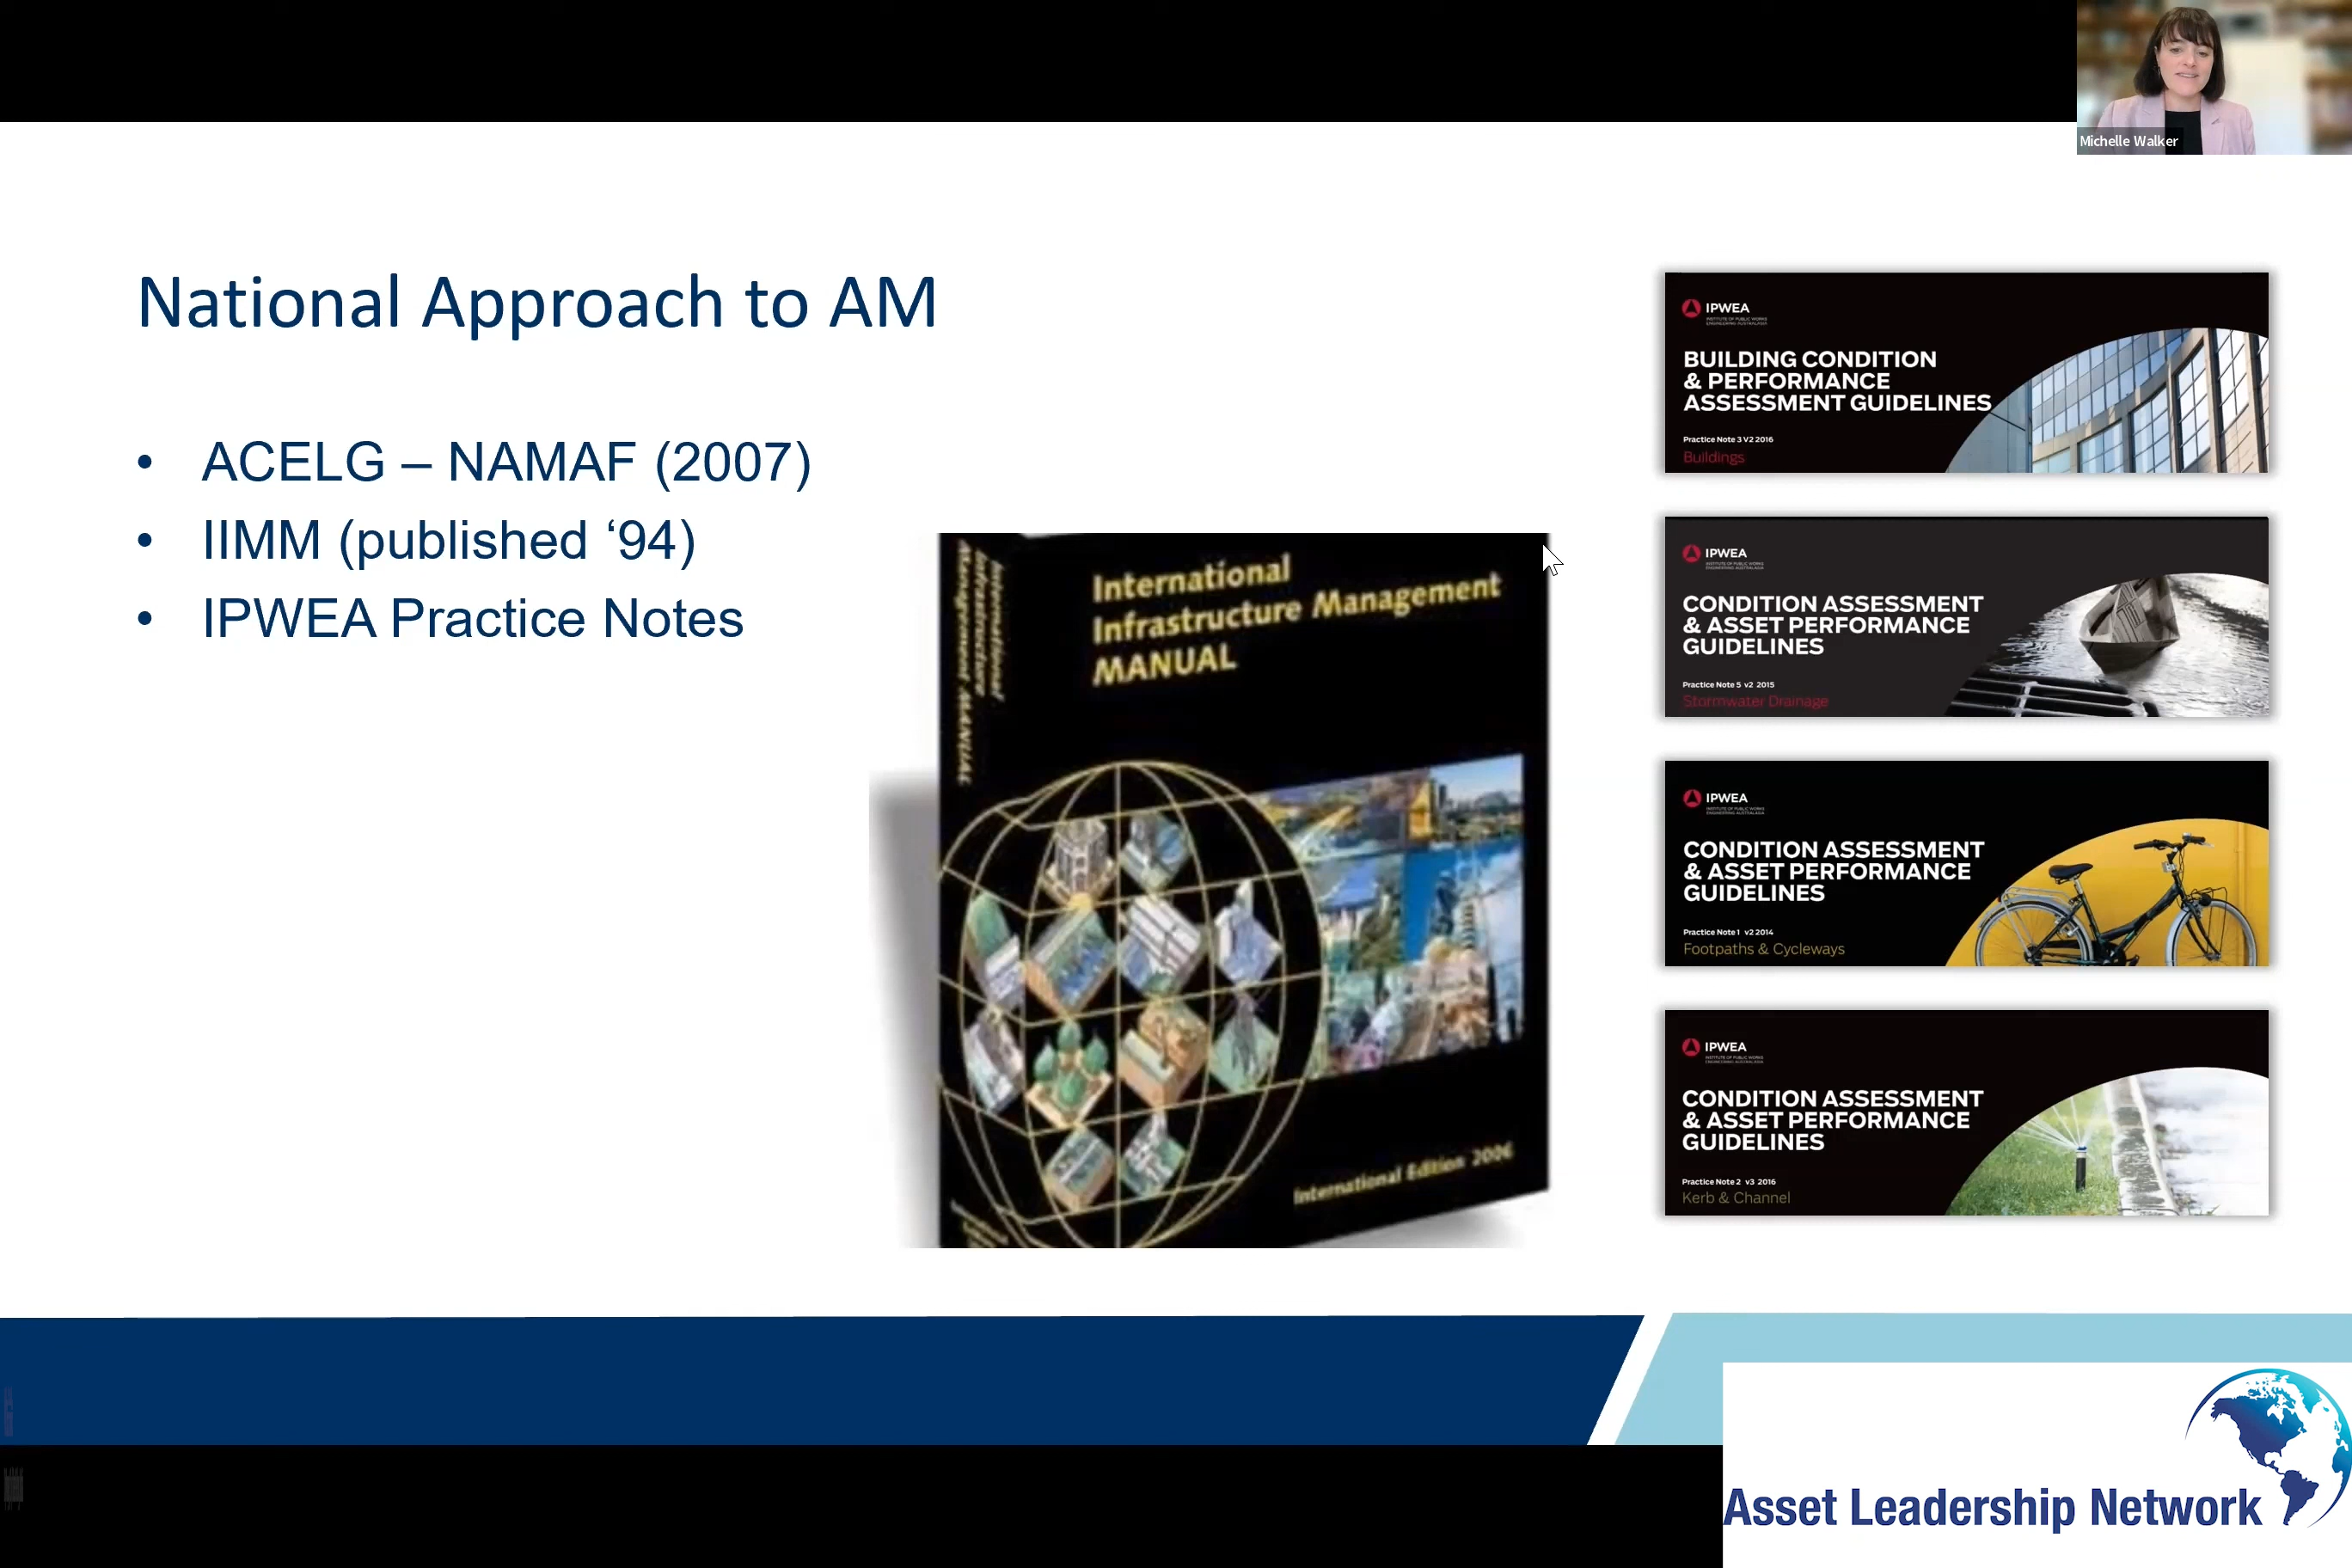 Michelle Walker
National Approach to AM
• ACELG – NAMAF (2007)
• IIMM (published ‘94)
• IPWEA Practice Notes
International
Infrastructure Management
MANUAL
International
Infrastructure
Management MANUAL
International Edition 2006
IPWEA
INSTITUTE OF PUBLIC WORKS
ENGINEERING AUSTRALASIA
BUILDING CONDITION
& PERFORMANCE
ASSESSMENT GUIDELINES
Practice Note 3 V2 2016
Buildings
IPWEA
INSTITUTE OF PUBLIC WORKS
ENGINEERING AUSTRALASIA
CONDITION ASSESSMENT
& ASSET PERFORMANCE
GUIDELINES
Practice Note 5 v2 2015
Stormwater Drainage
IPWEA
INSTITUTE OF PUBLIC WORKS
ENGINEERING AUSTRALASIA
CONDITION ASSESSMENT
& ASSET PERFORMANCE
GUIDELINES
Practice Note 1 v2 2014
Footpaths & Cycleways
IPWEA
INSTITUTE OF PUBLIC WORKS
ENGINEERING AUSTRALASIA
CONDITION ASSESSMENT
& ASSET PERFORMANCE
GUIDELINES
Practice Note 2 v3 2016
Kerb & Channel
Asset Leadership Network